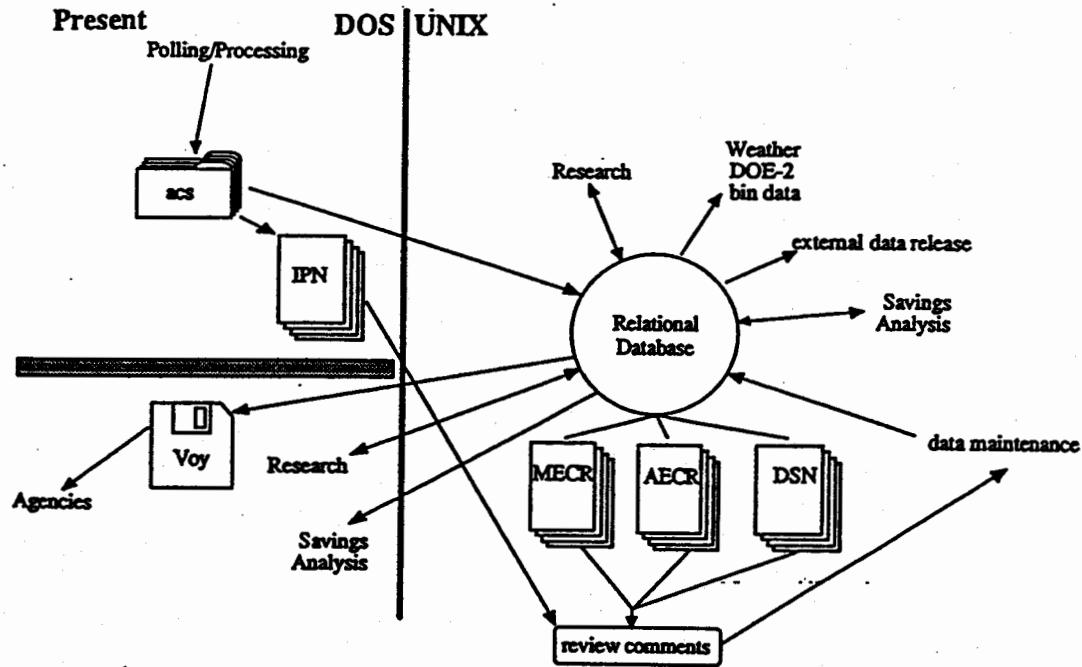 Present
DOS
UNIX
Polling/Processing
acs
IPN
Research
Weather
DOE-2
bin data
external data release
Savings
Analysis
Relational
Database
data maintenance
Voy
Agencies
Research
Savings
Analysis
MECR
AECR
DSN
review comments